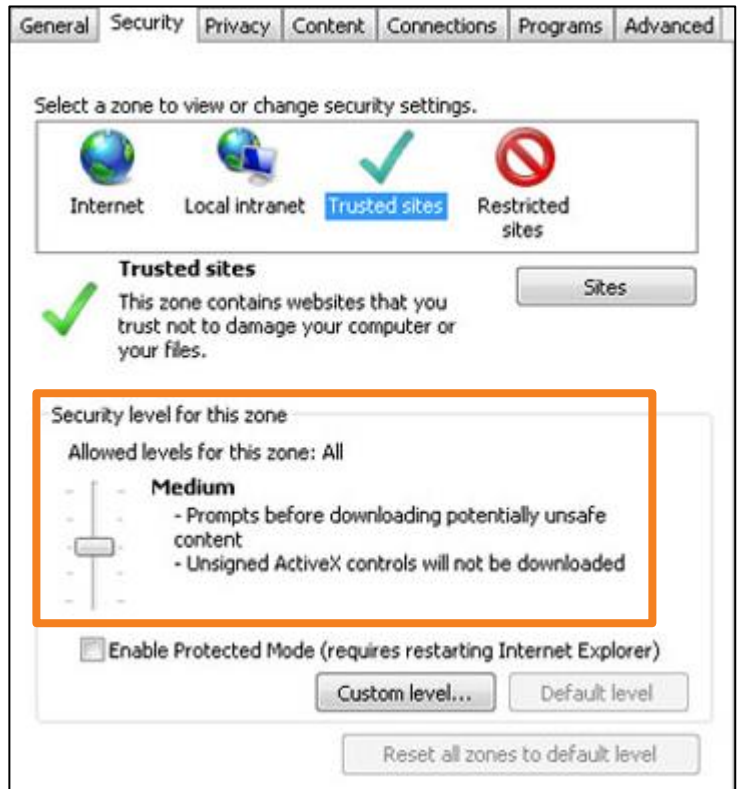 General Security Privacy Content Connections Programs Advanced
Select a zone to view or change security settings.
Internet
Local intranet
Trusted sites
Restricted
sites
Trusted sites
This zone contains websites that you
trust not to damage your computer or
your files.
Sites
Security level for this zone
Allowed levels for this zone: All
Medium
- Prompts before downloading potentially unsafe
content
- Unsigned ActiveX controls will not be downloaded
Enable Protected Mode (requires restarting Internet Explorer)
Custom level... Default level
Reset all zones to default level